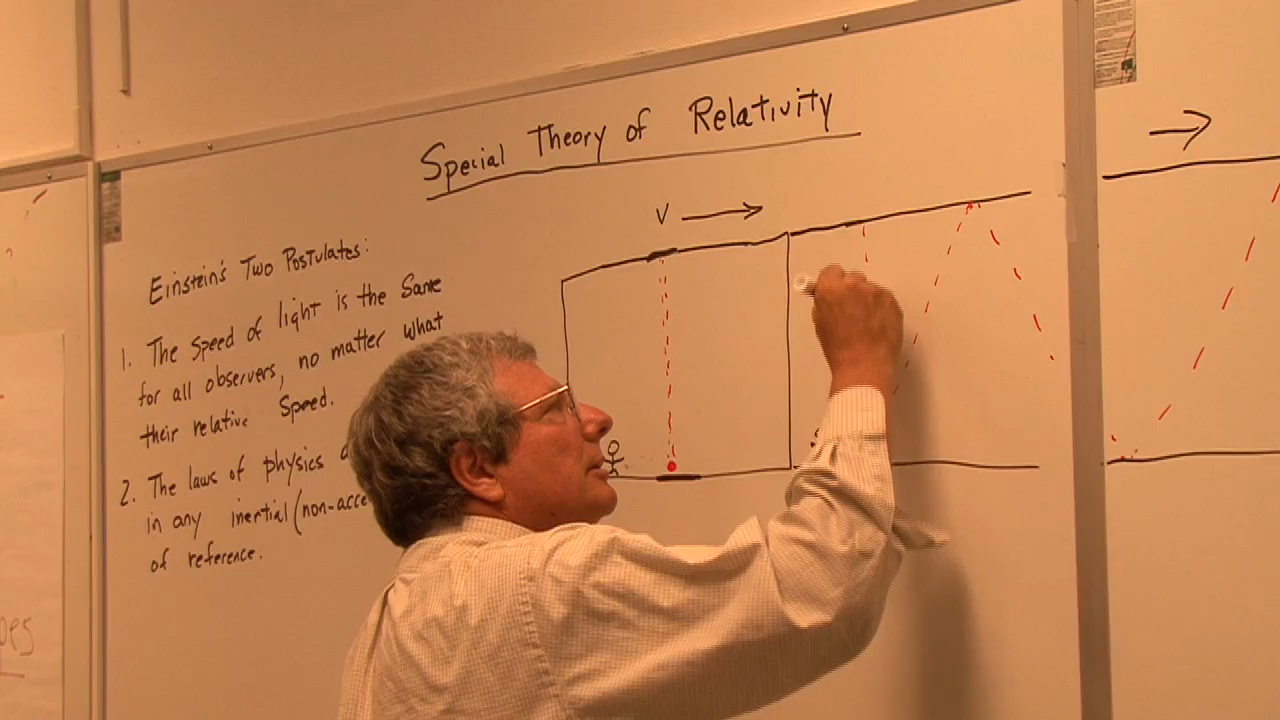 Special Theory of Relativity
V
Einstein's Two Postulates:
1. The speed of light is the Same
for all observers, no matter what
their relative Speed.
2. The laws of physics
in any inertial (non-acce
of reference.